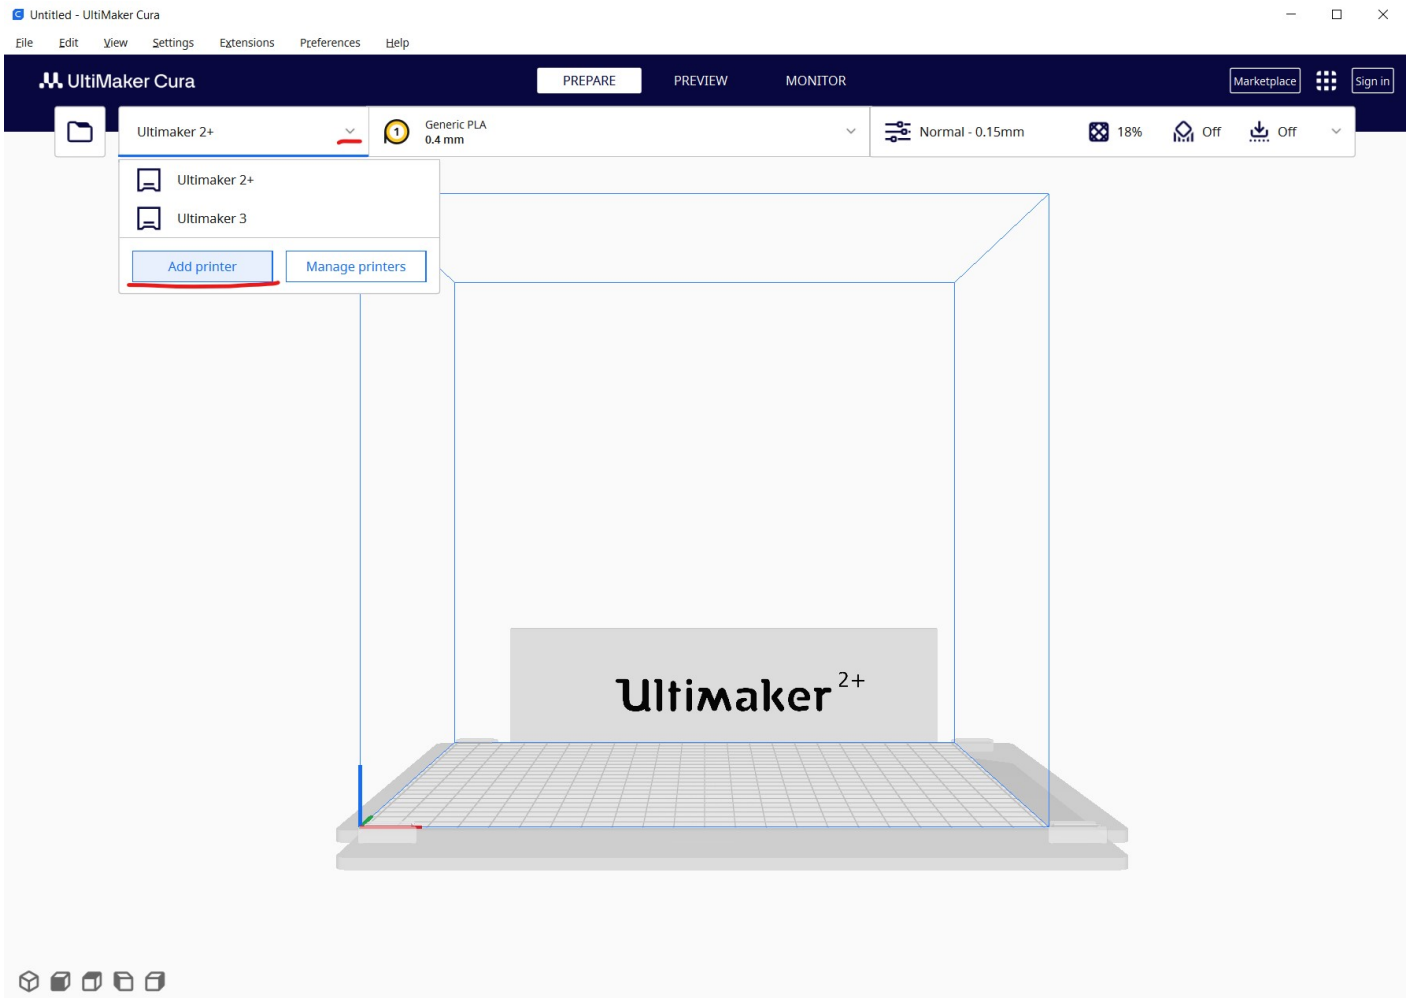 Untitled - UltiMaker Cura
File Edit View Settings Extensions Preferences Help
UltiMaker Cura PREPARE PREVIEW MONITOR Marketplace Sign in
Ultimaker 2+
1
Generic PLA
0.4 mm
Normal - 0.15mm 18% Off Off
Ultimaker 2+
Ultimaker 3
Add printer Manage printers
Ultimaker 2+